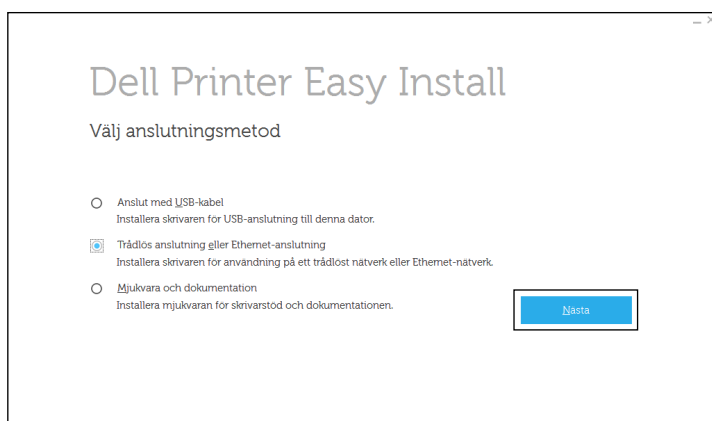 Dell Printer Easy Install
Välj anslutningsmetod
Anslut med USB-kabel
Installera skrivaren för USB-anslutning till denna dator.
Trådlös anslutning eller Ethernet-anslutning
Installera skrivaren för användning på ett trådlöst nätverk eller Ethernet-nätverk.
Mjukvara och dokumentation
Installera mjukvaran för skrivarstöd och dokumentationen.
Nästa